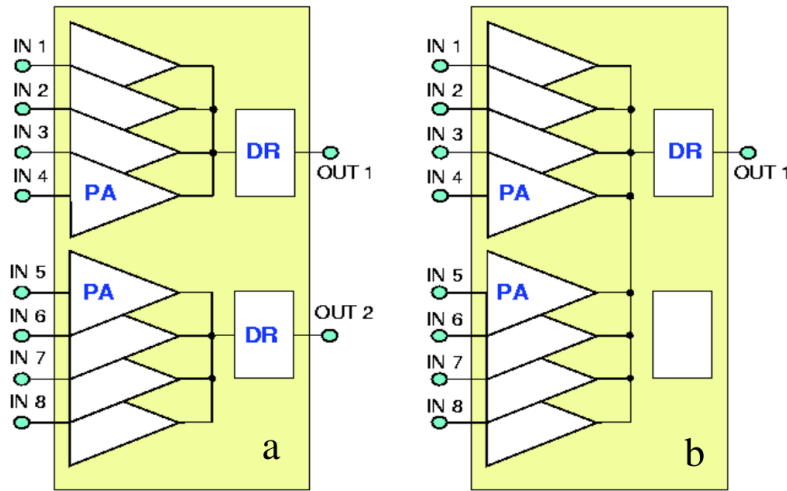 IN 1
IN 2
IN 3
IN 4
PA
DR
OUT 1
IN 5
IN 6
IN 7
IN 8
PA
DR
OUT 2
a
IN 1
IN 2
IN 3
IN 4
PA
DR
OUT 1
IN 5
IN 6
IN 7
IN 8
PA
b